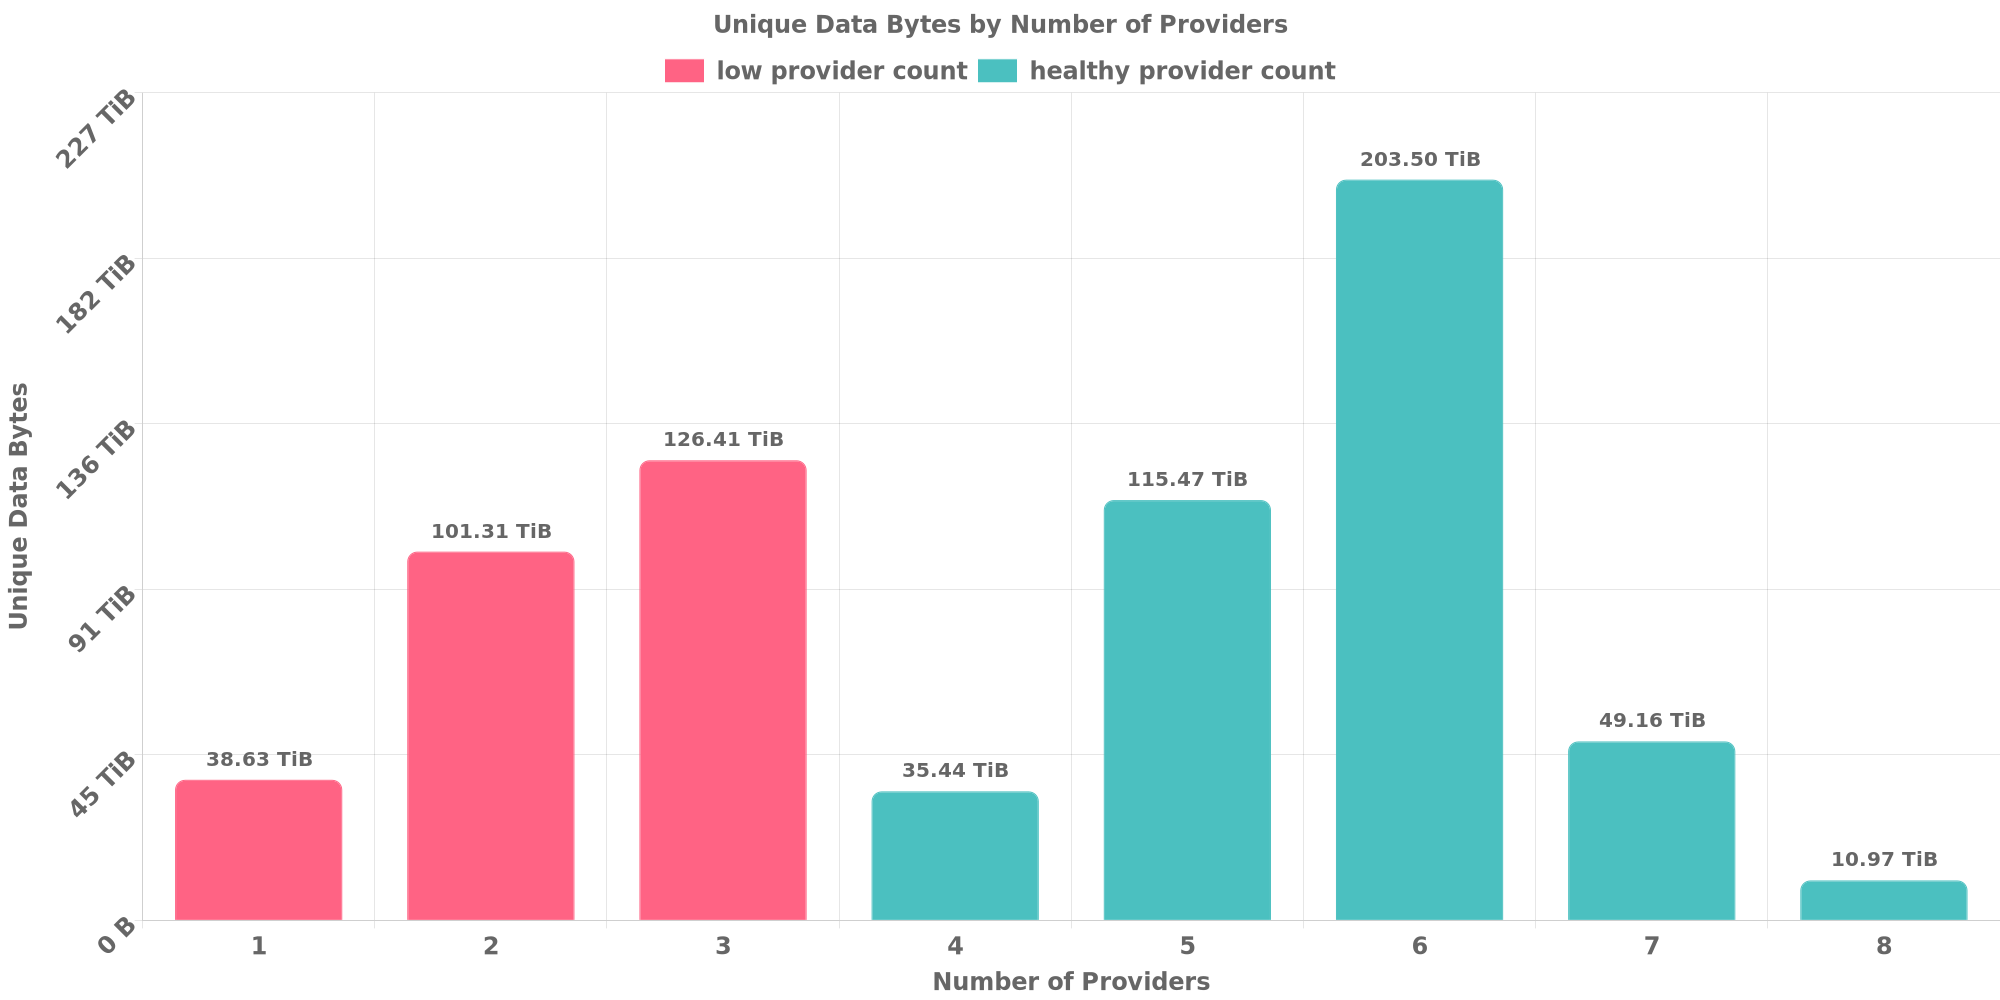 Unique Data Bytes by Number of Providers
low provider count healthy provider count
227 TiB
182 TiB
136 TiB
91 TiB
45 TiB
0 B
Unique Data Bytes
38.63 TiB
101.31 TiB
126.41 TiB
35.44 TiB
115.47 TiB
203.50 TiB
49.16 TiB
10.97 TiB
1 2 3 4 5 6 7 8
Number of Providers